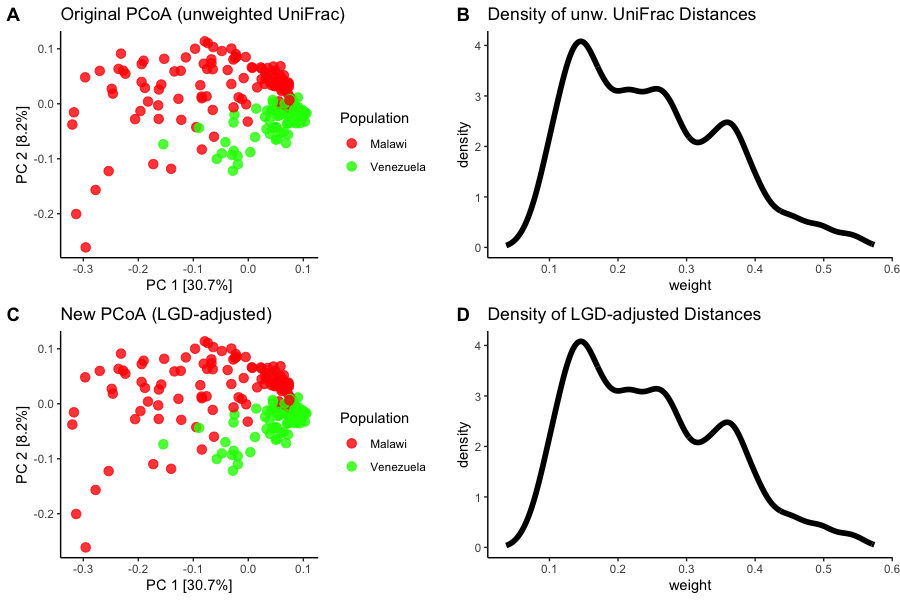 A Original PCoA (unweighted UniFrac)
0.1
0.0
-0.1
-0.2
PC 2 [8.2%]
-0.3 -0.2 -0.1 0.0 0.1
PC 1 [30.7%]
Population
Malawi
Venezuela
B Density of unw. UniFrac Distances
4
3
2
1
0
density
0.1 0.2 0.3 0.4 0.5 0.6
weight
C New PCoA (LGD-adjusted)
0.1
0.0
-0.1
-0.2
PC 2 [8.2%]
-0.3 -0.2 -0.1 0.0 0.1
PC 1 [30.7%]
Population
Malawi
Venezuela
D Density of LGD-adjusted Distances
4
3
2
1
0
density
0.1 0.2 0.3 0.4 0.5 0.6
weight